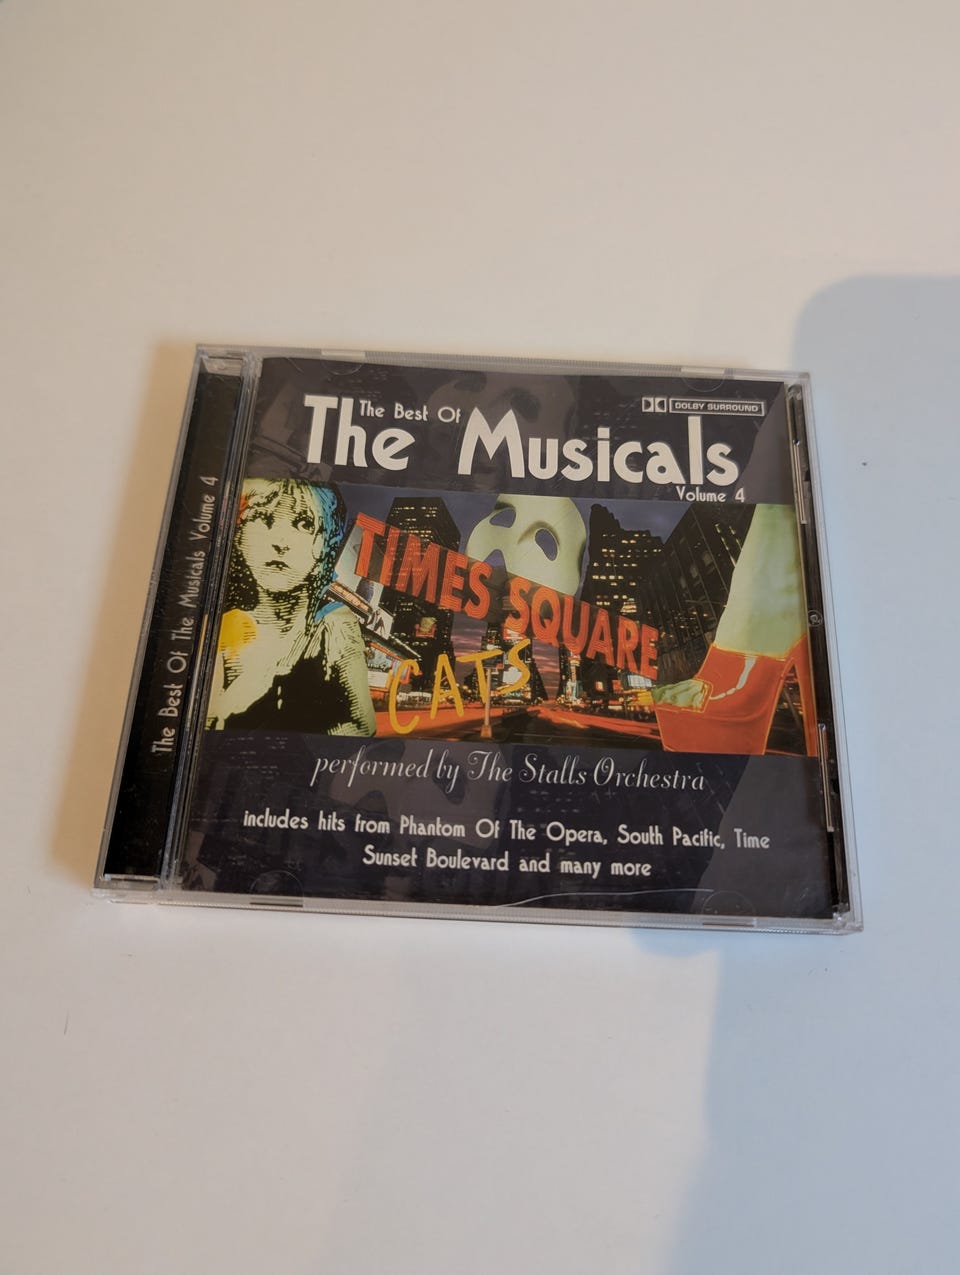 The Best Of
The Musicals
Volume 4
DOLBY SURROUND
TIMES SQUARE
CATS
performed by The Stalls Orchestra
includes hits from Phantom Of The Opera, South Pacific, Time
Sunset Boulevard and many more
The Best Of The Musicals Volume 4